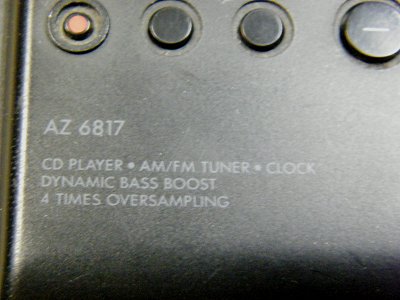 AZ 6817
CD PLAYER • AM/FM TUNER • CLOCK
DYNAMIC BASS BOOST
4 TIMES OVERSAMPLING